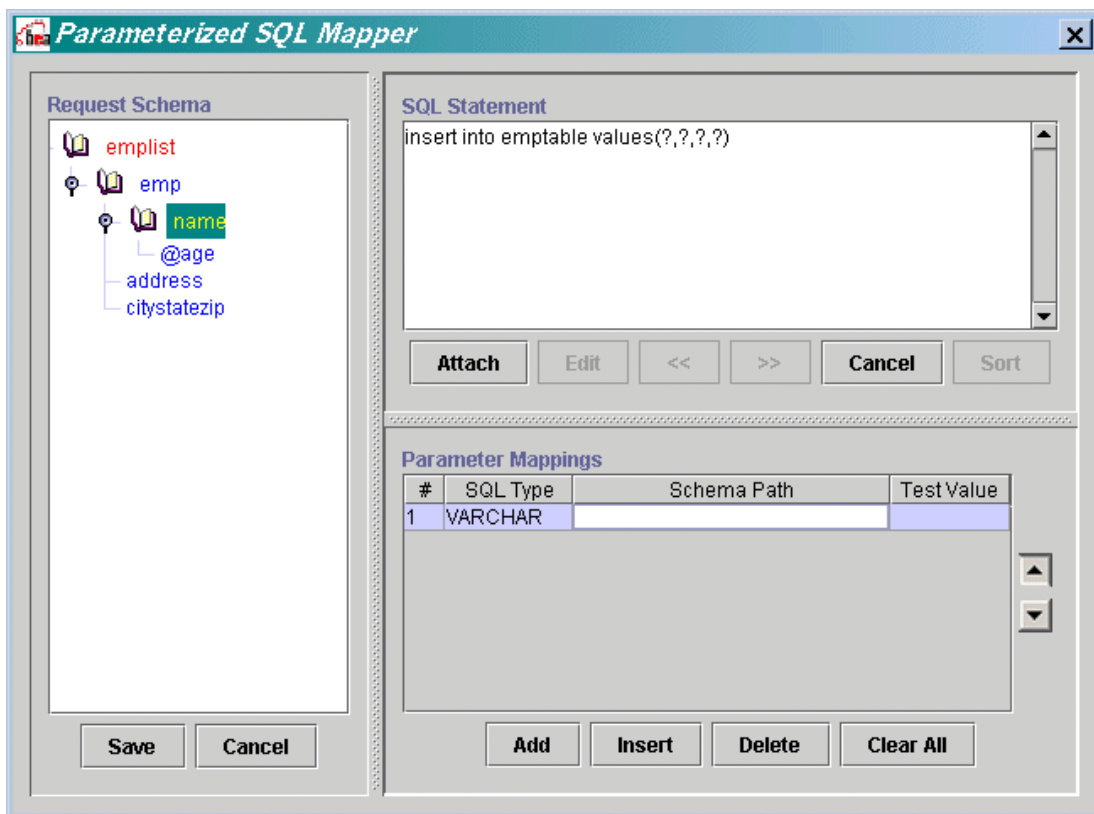 Parameterized SQL Mapper
Request Schema
emplist
emp
name
@age
address
citystatezip
Save Cancel
SQL Statement
insert into emptable values(?,?,?,?)
Attach Edit << >> Cancel Sort
Parameter Mappings
# SQL Type Schema Path Test Value
1 VARCHAR
Add Insert Delete Clear All